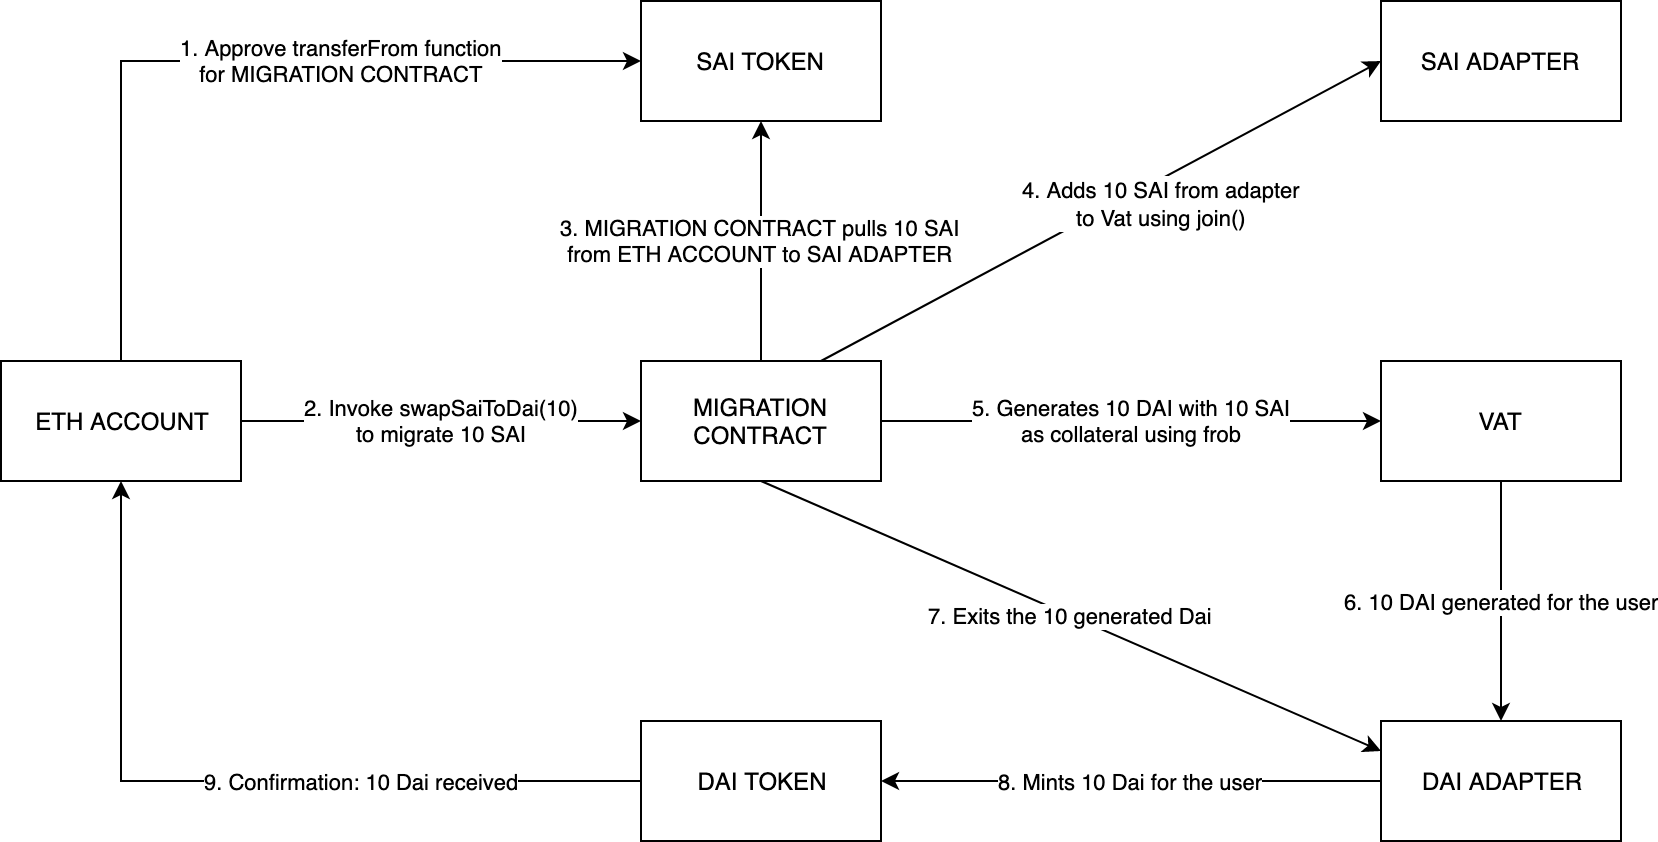 1. Approve transferFrom function
for MIGRATION CONTRACT
SAI TOKEN
SAI ADAPTER
4. Adds 10 SAI from adapter
to Vat using join()
3. MIGRATION CONTRACT pulls 10 SAI
from ETH ACCOUNT to SAI ADAPTER
ETH ACCOUNT
2. Invoke swapSaiToDai(10)
to migrate 10 SAI
MIGRATION
CONTRACT
5. Generates 10 DAI with 10 SAI
as collateral using frob
VAT
6. 10 DAI generated for the user
7. Exits the 10 generated Dai
9. Confirmation: 10 Dai received
DAI TOKEN
8. Mints 10 Dai for the user
DAI ADAPTER